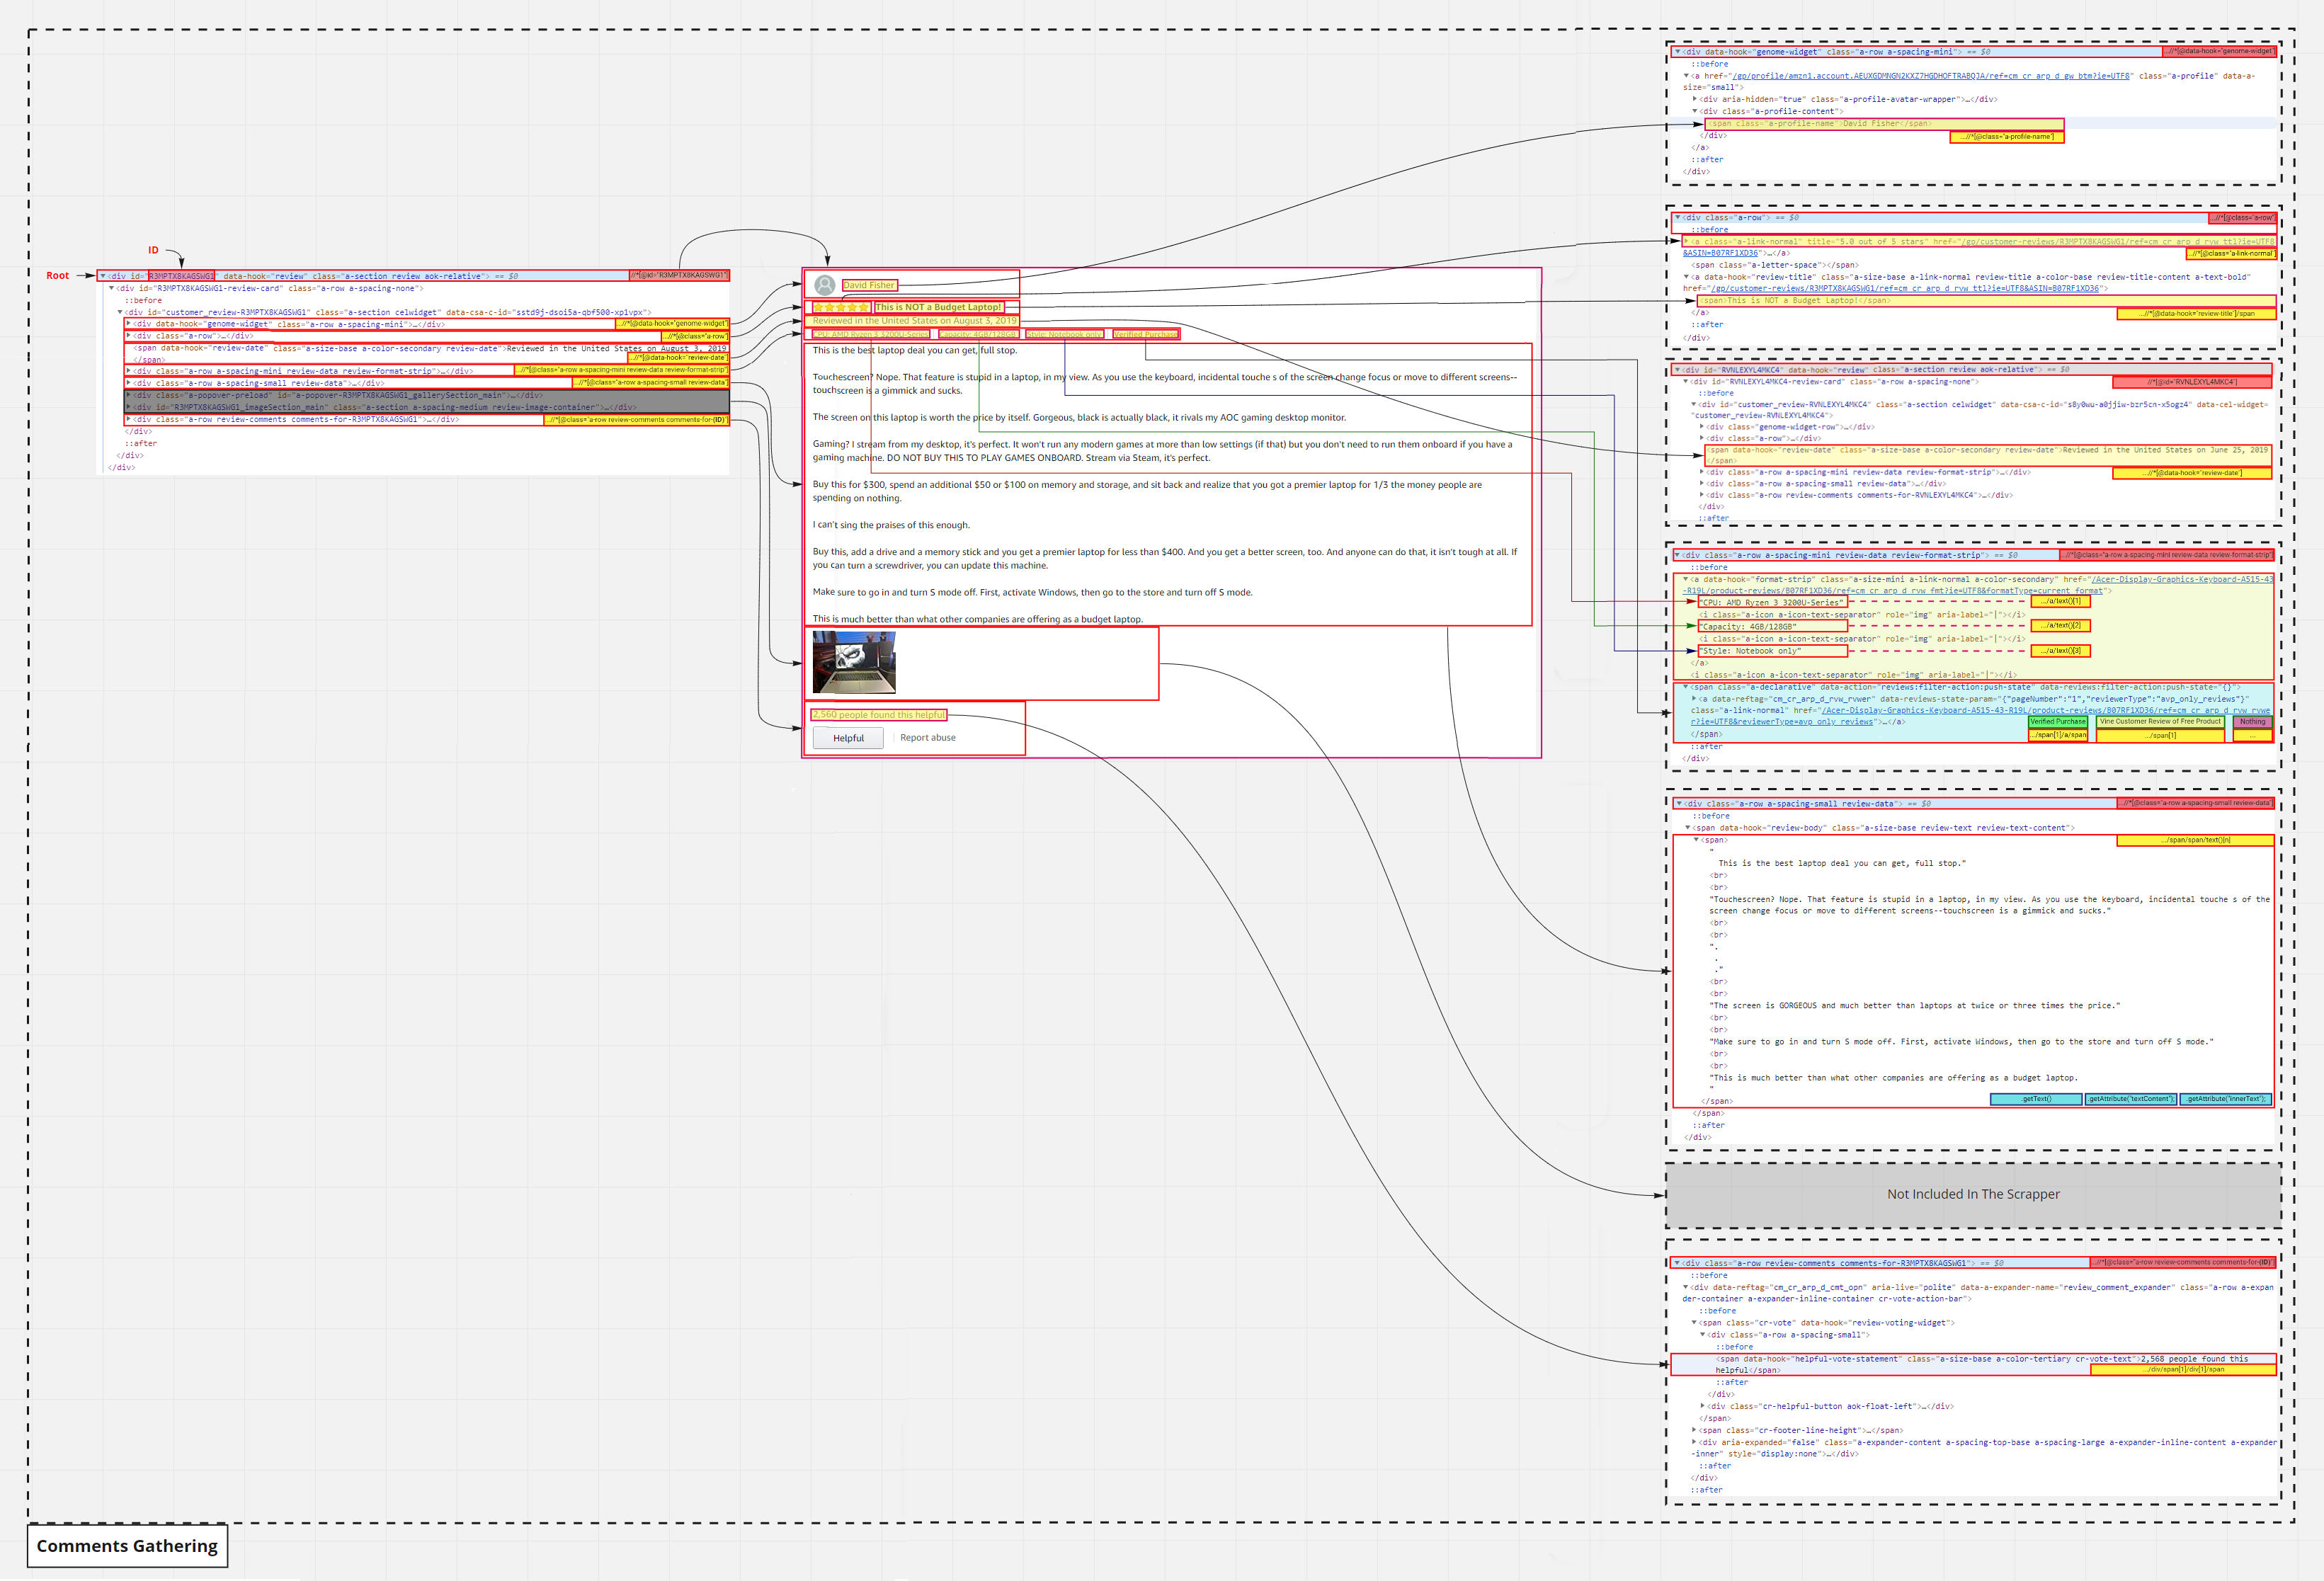 ID
Root
<div id="R3MPTX8KAGSWG1" data-hook="review" class="a-section review aok-relative"> == $0
//*[@id="R3MPTX8KAGSWG1"]
<div id="R3MPTX8KAGSWG1-review-card" class="a-row a-spacing-none">
::before
<div id="customer_review-R3MPTX8KAGSWG1" class="a-section celwidget" data-csa-c-id="sstd9j-dsoi5a-qbf500-xplvpx">
<div data-hook="genome-widget" class="a-row a-spacing-mini">…</div>
...//*[@data-hook="genome-widget"]
<div class="a-row">…</div>
...//*[@class="a-row"]
<span data-hook="review-date" class="a-size-base a-color-secondary review-date">Reviewed in the United States on August 3, 2019
</span>
...//*[@data-hook="review-date"]
<div class="a-row a-spacing-mini review-data review-format-strip">…</div>
...//*[@class="a-row a-spacing-mini review-data review-format-strip"]
<div class="a-row a-spacing-small review-data">…</div>
...//*[@class="a-row a-spacing-small review-data"]
<div class="a-popover-preload" id="a-popover-R3MPTX8KAGSWG1_gallerySection_main">…</div>
<div id="R3MPTX8KAGSWG1_imageSection_main" class="a-section a-spacing-medium review-image-container">…</div>
<div class="a-row review-comments comments-for-R3MPTX8KAGSWG1">…</div>
...//*[@class="a-row review-comments comments-for-(ID)"]
</div>
::after
</div>
</div>
David Fisher
This is NOT a Budget Laptop!
Reviewed in the United States on August 3, 2019
CPU: AMD Ryzen 3 3200U-Series Capacity: 4GB/128GB Style: Notebook only Verified Purchase
This is the best laptop deal you can get, full stop.
Touchescreen? Nope. That feature is stupid in a laptop, in my view. As you use the keyboard, incidental touche s of the screen change focus or move to different screens--
touchscreen is a gimmick and sucks.
The screen on this laptop is worth the price by itself. Gorgeous, black is actually black, it rivals my AOC gaming desktop monitor.
Gaming? I stream from my desktop, it's perfect. It won't run any modern games at more than low settings (if that) but you don't need to run them onboard if you have a
gaming machine. DO NOT BUY THIS TO PLAY GAMES ONBOARD. Stream via Steam, it's perfect.
Buy this for $300, spend an additional $50 or $100 on memory and storage, and sit back and realize that you got a premier laptop for 1/3 the money people are
spending on nothing.
I can't sing the praises of this enough.
Buy this, add a drive and a memory stick and you get a premier laptop for less than $400. And you get a better screen, too. And anyone can do that, it isn't tough at all. If
you can turn a screwdriver, you can update this machine.
Make sure to go in and turn S mode off. First, activate Windows, then go to the store and turn off S mode.
This is much better than what other companies are offering as a budget laptop.
2,560 people found this helpful
Helpful
Report abuse
<div data-hook="genome-widget" class="a-row a-spacing-mini"> == $0
...//*[@data-hook="genome-widget"]
::before
<a href="/gp/profile/amzn1.account.AEUXGDMNGN2KXZ7HGDHOFTRABQJA/ref=cm_cr_arp_d_gw_btm?ie=UTF8" class="a-profile" data-a-
size="small">
<div aria-hidden="true" class="a-profile-avatar-wrapper">…</div>
<div class="a-profile-content">
<span class="a-profile-name">David Fisher</span>
</div>
...//*[@class="a-profile-name"]
</a>
::after
</div>
<div class="a-row"> == $0
...//*[@class="a-row"]
::before
<a class="a-link-normal" title="5.0 out of 5 stars" href="/gp/customer-reviews/R3MPTX8KAGSWG1/ref=cm_cr_arp_d_rvw_ttl?ie=UTF8
&ASIN=B07RF1XD36">…</a>
...//*[@class="a-link-normal"]
<span class="a-letter-space"></span>
<a data-hook="review-title" class="a-size-base a-link-normal review-title a-color-base review-title-content a-text-bold"
href="/gp/customer-reviews/R3MPTX8KAGSWG1/ref=cm_cr_arp_d_rvw_ttl?ie=UTF8&ASIN=B07RF1XD36">
<span>This is NOT a Budget Laptop!</span>
</a>
...//*[@data-hook="review-title"]/span
::after
</div>
<div id="RVNLEXYL4MKC4" data-hook="review" class="a-section review aok-relative"> == $0
<div id="RVNLEXYL4MKC4-review-card" class="a-row a-spacing-none">
//*[@id="RVNLEXYL4MKC4"]
::before
<div id="customer_review-RVNLEXYL4MKC4" class="a-section celwidget" data-csa-c-id="s8y0wu-a0jjiw-bzr5cn-x5ogz4" data-cel-widget=
"customer_review-RVNLEXYL4MKC4">
<div class="genome-widget-row">…</div>
<div class="a-row">…</div>
<span data-hook="review-date" class="a-size-base a-color-secondary review-date">Reviewed in the United States on June 25, 2019
</span>
<div class="a-row a-spacing-mini review-data review-format-strip">…</div>
...//*[@data-hook="review-date"]
<div class="a-row a-spacing-small review-data">…</div>
<div class="a-row review-comments comments-for-RVNLEXYL4MKC4">…</div>
</div>
::after
<div class="a-row a-spacing-mini review-data review-format-strip"> == $0
...//*[@class="a-row a-spacing-mini review-data review-format-strip"]
::before
<a data-hook="format-strip" class="a-size-mini a-link-normal a-color-secondary" href="/Acer-Display-Graphics-Keyboard-A515-43
-R19L/product-reviews/B07RF1XD36/ref=cm_cr_arp_d_rvw_fmt?ie=UTF8&formatType=current_format">
"CPU: AMD Ryzen 3 3200U-Series"
.../a/text()[1]
<i class="a-icon a-icon-text-separator" role="img" aria-label="|"></i>
"Capacity: 4GB/128GB"
.../a/text()[2]
<i class="a-icon a-icon-text-separator" role="img" aria-label="|"></i>
"Style: Notebook only"
.../a/text()[3]
</a>
<i class="a-icon a-icon-text-separator" role="img" aria-label="|"></i>
<span class="a-declarative" data-action="reviews:filter-action:push-state" data-reviews:filter-action:push-state="{}">
<a data-reftag="cm_cr_arp_d_rvw_rvwer" data-reviews-state-param="{"pageNumber":"1","reviewerType":"avp_only_reviews"}"
class="a-link-normal" href="/Acer-Display-Graphics-Keyboard-A515-43-R19L/product-reviews/B07RF1XD36/ref=cm_cr_arp_d_rvw_rvwe
r?ie=UTF8&reviewerType=avp_only_reviews">…</a>
Verified Purchase Vine Customer Review of Free Product Nothing
</span>
.../span[1]/a/span .../span[1] ...
::after
</div>
<div class="a-row a-spacing-small review-data"> == $0
...//*[@class="a-row a-spacing-small review-data"]
::before
<span data-hook="review-body" class="a-size-base review-text review-text-content">
<span>
.../span/span/text()[n]
"
This is the best laptop deal you can get, full stop."
<br>
<br>
"Touchescreen? Nope. That feature is stupid in a laptop, in my view. As you use the keyboard, incidental touche s of the
screen change focus or move to different screens--touchscreen is a gimmick and sucks."
<br>
<br>
".
.
."
<br>
<br>
"The screen is GORGEOUS and much better than laptops at twice or three times the price."
<br>
<br>
"Make sure to go in and turn S mode off. First, activate Windows, then go to the store and turn off S mode."
<br>
<br>
"This is much better than what other companies are offering as a budget laptop.
"
</span>
.getText() .getAttribute("textContent"); .getAttribute("innerText");
</span>
::after
</div>
Not Included In The Scrapper
<div class="a-row review-comments comments-for-R3MPTX8KAGSWG1"> == $0
...//*[@class="a-row review-comments comments-for-(ID)"]
::before
<div data-reftag="cm_cr_arp_d_cmt_opn" aria-live="polite" data-a-expander-name="review_comment_expander" class="a-row a-expan
der-container a-expander-inline-container cr-vote-action-bar">
::before
<span class="cr-vote" data-hook="review-voting-widget">
<div class="a-row a-spacing-small">
::before
<span data-hook="helpful-vote-statement" class="a-size-base a-color-tertiary cr-vote-text">2,568 people found this
helpful</span>
.../div/span[1]/div[1]/span
::after
</div>
<div class="cr-helpful-button aok-float-left">…</div>
</span>
<span class="cr-footer-line-height">…</span>
<div aria-expanded="false" class="a-expander-content a-spacing-top-base a-spacing-large a-expander-inline-content a-expander
-inner" style="display:none">…</div>
::after
</div>
::after
Comments Gathering